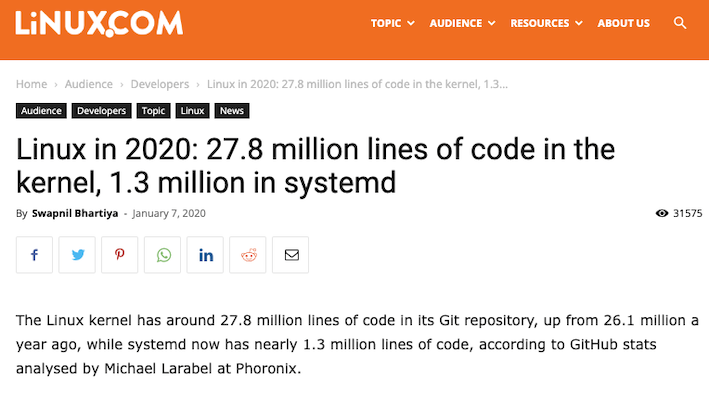 LiNUX.COM
TOPIC AUDIENCE RESOURCES ABOUT US
Home › Audience › Developers › Linux in 2020: 27.8 million lines of code in the kernel, 1.3...
Audience Developers Topic Linux News
Linux in 2020: 27.8 million lines of code in the
kernel, 1.3 million in systemd
By Swapnil Bhartiya - January 7, 2020 31575
The Linux kernel has around 27.8 million lines of code in its Git repository, up from 26.1 million a
year ago, while systemd now has nearly 1.3 million lines of code, according to GitHub stats
analysed by Michael Larabel at Phoronix.